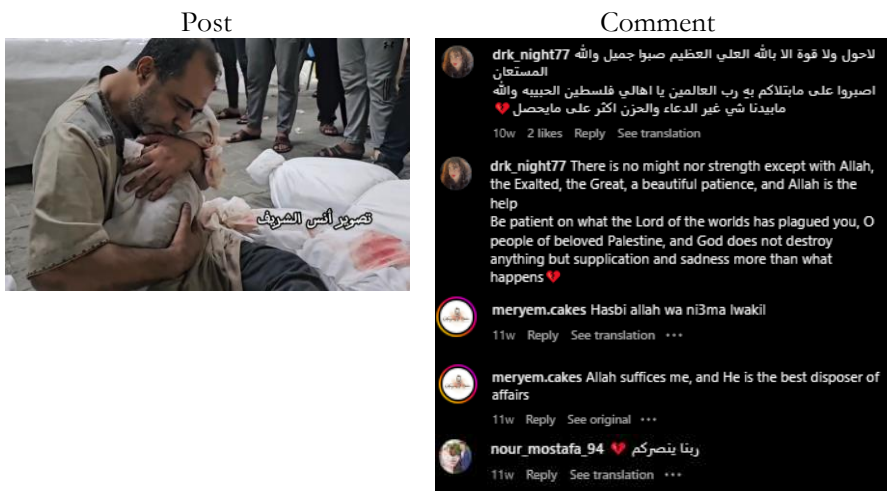 Post
Comment
تصوير أنس الشريف
drk_night77 لاحول ولا قوة الا بالله العلي العظيم صبرا جميل والله
المستعان
اصبروا على مابتلاكم به رب العالمين يا اهالي فلسطين الحبيبه والله
مابيدنا شي غير الدعاء والحزن اكثر على مايحصل 💔
10w 2 likes Reply See translation
drk_night77 There is no might nor strength except with Allah,
the Exalted, the Great, a beautiful patience, and Allah is the
help
Be patient on what the Lord of the worlds has plagued you, O
people of beloved Palestine, and God does not destroy
anything but supplication and sadness more than what
happens💔
meryem.cakes Hasbi allah wa ni3ma lwakil
11w Reply See translation •••
meryem.cakes Allah suffices me, and He is the best disposer of
affairs
11w Reply See original •••
nour_mostafa_94 💔 ربنا ينصركم
11w Reply See translation •••